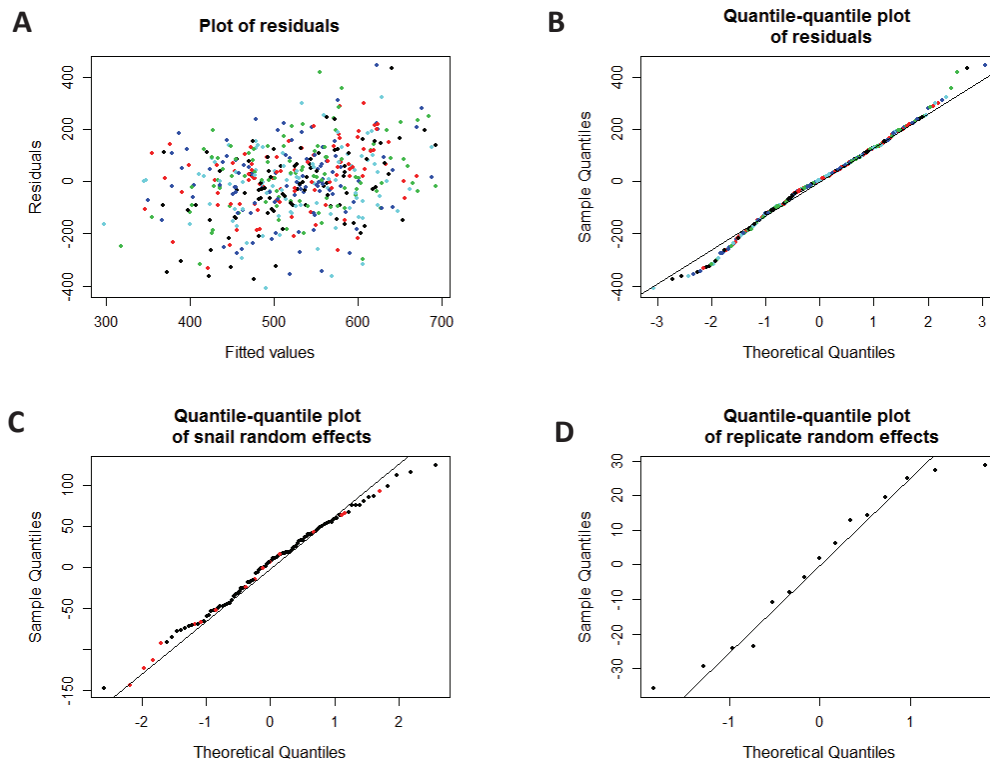 A
Plot of residuals
Residuals
400
200
0
-200
-400
300 400 500 600 700
Fitted values
B
Quantile-quantile plot
of residuals
Sample Quantiles
400
200
0
-200
-400
-3 -2 -1 0 1 2 3
Theoretical Quantiles
C
Quantile-quantile plot
of snail random effects
Sample Quantiles
100
50
0
-50
-150
-2 -1 0 1 2
Theoretical Quantiles
D
Quantile-quantile plot
of replicate random effects
Sample Quantiles
30
20
10
0
-10
-20
-30
-1 0 1
Theoretical Quantiles